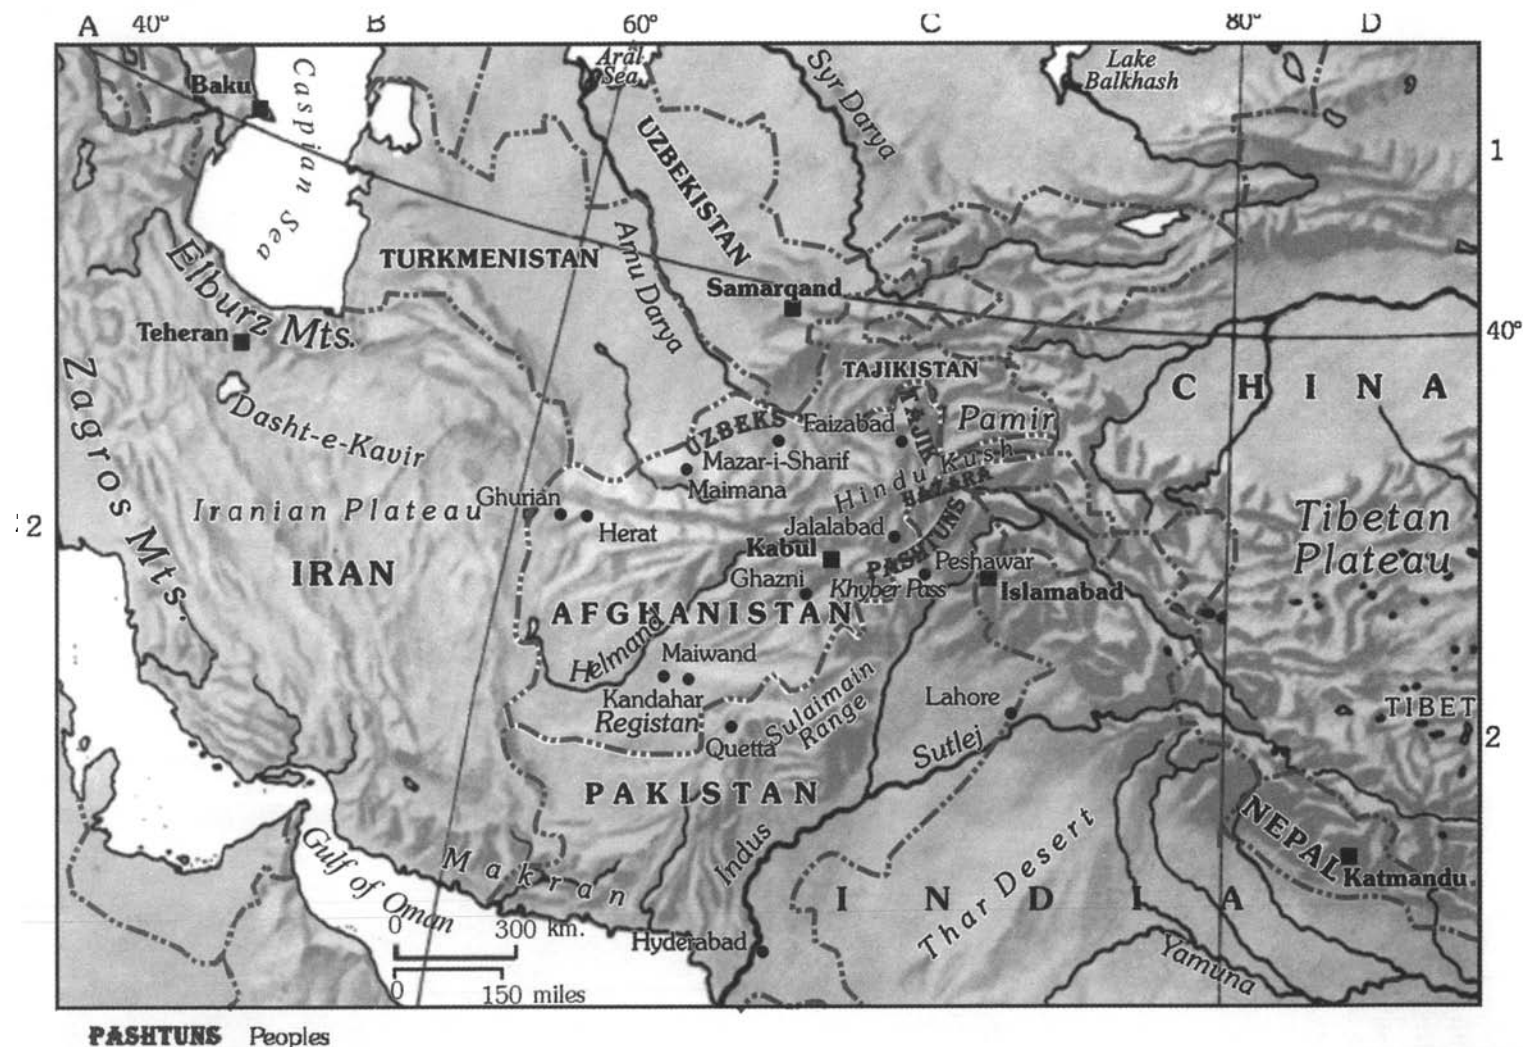 A 40° B 60° C 80° D
Aral
Sea
Lake
Balkhash
Baku
Caspian Sea
Syr Darya
1
UZBEKISTAN
TURKMENISTAN
Amu Darya
Samarqand
Elburz Mts.
Teheran
40°
Zagros Mts.
TAJIKISTAN
CHINA
Dasht-e-Kavir
UZBEKS
Faizabad
TAJIK
Pamir
Mazar-i-Sharif
Hindu Kush
Maimana
HAZARA
Ghurian
Iranian Plateau
Herat
2
Jalalabad
PASHTUNS
Tibetan
Plateau
Kabul
Peshawar
IRAN
Ghazni
Khyber Pass
Islamabad
AFGHANISTAN
Helmand
Maiwand
Kandahar
Registan
Sulaimain
Range
Lahore
TIBET
Quetta
Sutlej
2
PAKISTAN
Indus
Thar Desert
NEPAL
Katmandu
Gulf of Oman
Makran
INDIA
0 300 km.
Hyderabad
0 150 miles
Yamuna
PASHTUNS Peoples